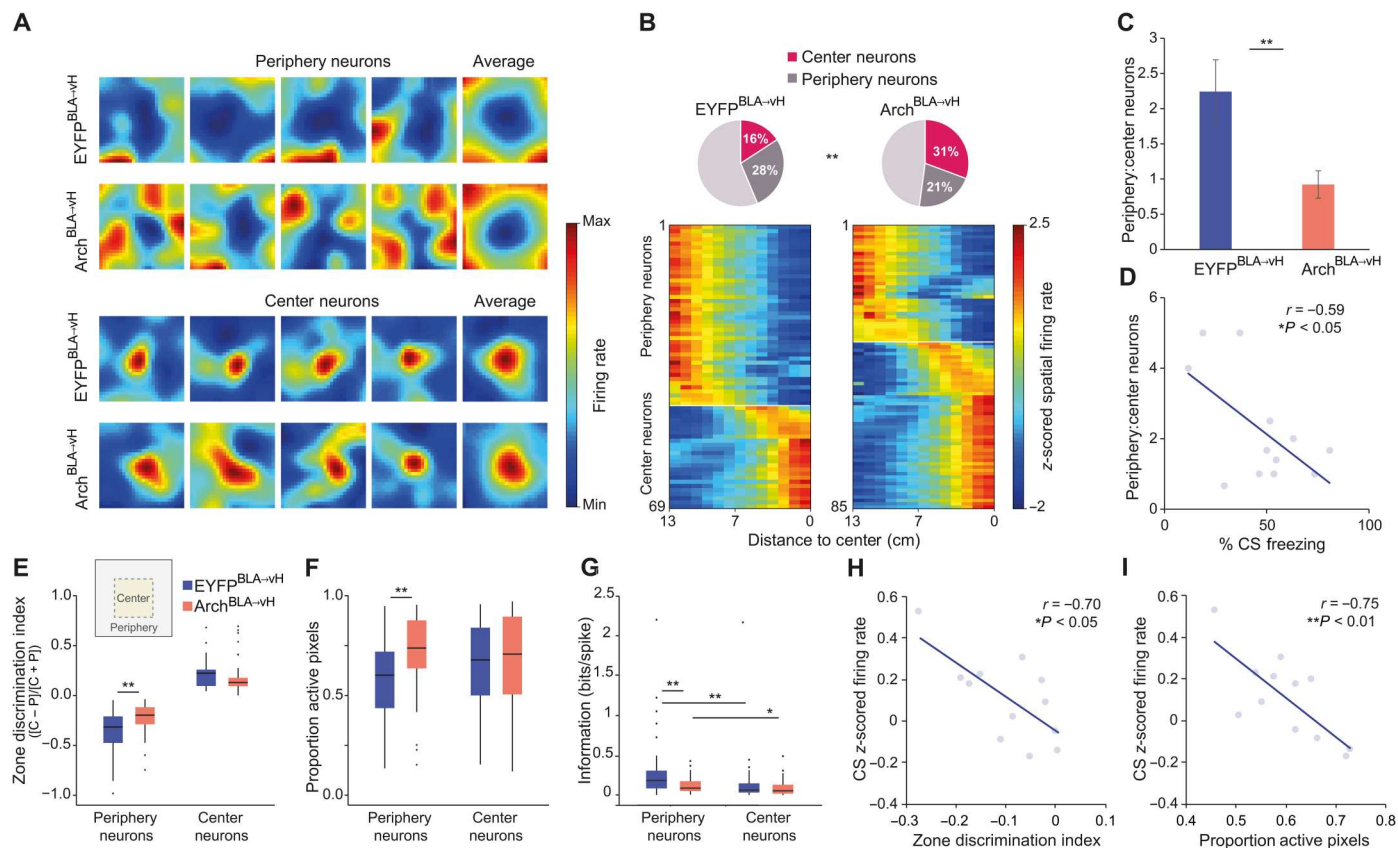 A
Periphery neurons
Average
EYFP^BLA→vH
Arch^BLA→vH
Center neurons
Average
EYFP^BLA→vH
Arch^BLA→vH
Max
Firing rate
Min
B
Center neurons
Periphery neurons
EYFP^BLA→vH
Arch^BLA→vH
16%
28%
**
31%
21%
1
1
Periphery neurons
Center neurons
69
85
13
7
0
13
7
0
Distance to center (cm)
2.5
z-scored spatial firing rate
−2
C
Periphery:center neurons
3
2.5
2
1.5
1
0.5
0
**
EYFP^BLA→vH
Arch^BLA→vH
D
Periphery:center neurons
6
4
2
0
r = −0.59
*P < 0.05
0
50
100
% CS freezing
E
Zone discrimination index
([C − P]/[C + P])
1.0
0.5
0.0
−0.5
−1.0
Center
Periphery
EYFP^BLA→vH
Arch^BLA→vH
**
Periphery
neurons
Center
neurons
F
Proportion active pixels
1.0
0.5
0.0
**
Periphery
neurons
Center
neurons
G
Information (bits/spike)
2.5
2
1.5
1
0.5
0
**
**
*
Periphery
neurons
Center
neurons
H
CS z-scored firing rate
0.6
0.4
0.2
0
−0.2
−0.4
r = −0.70
*P < 0.05
−0.3
−0.2
−0.1
0
0.1
Zone discrimination index
I
CS z-scored firing rate
0.6
0.4
0.2
0
−0.2
−0.4
r = −0.75
**P < 0.01
0.4
0.5
0.6
0.7
0.8
Proportion active pixels